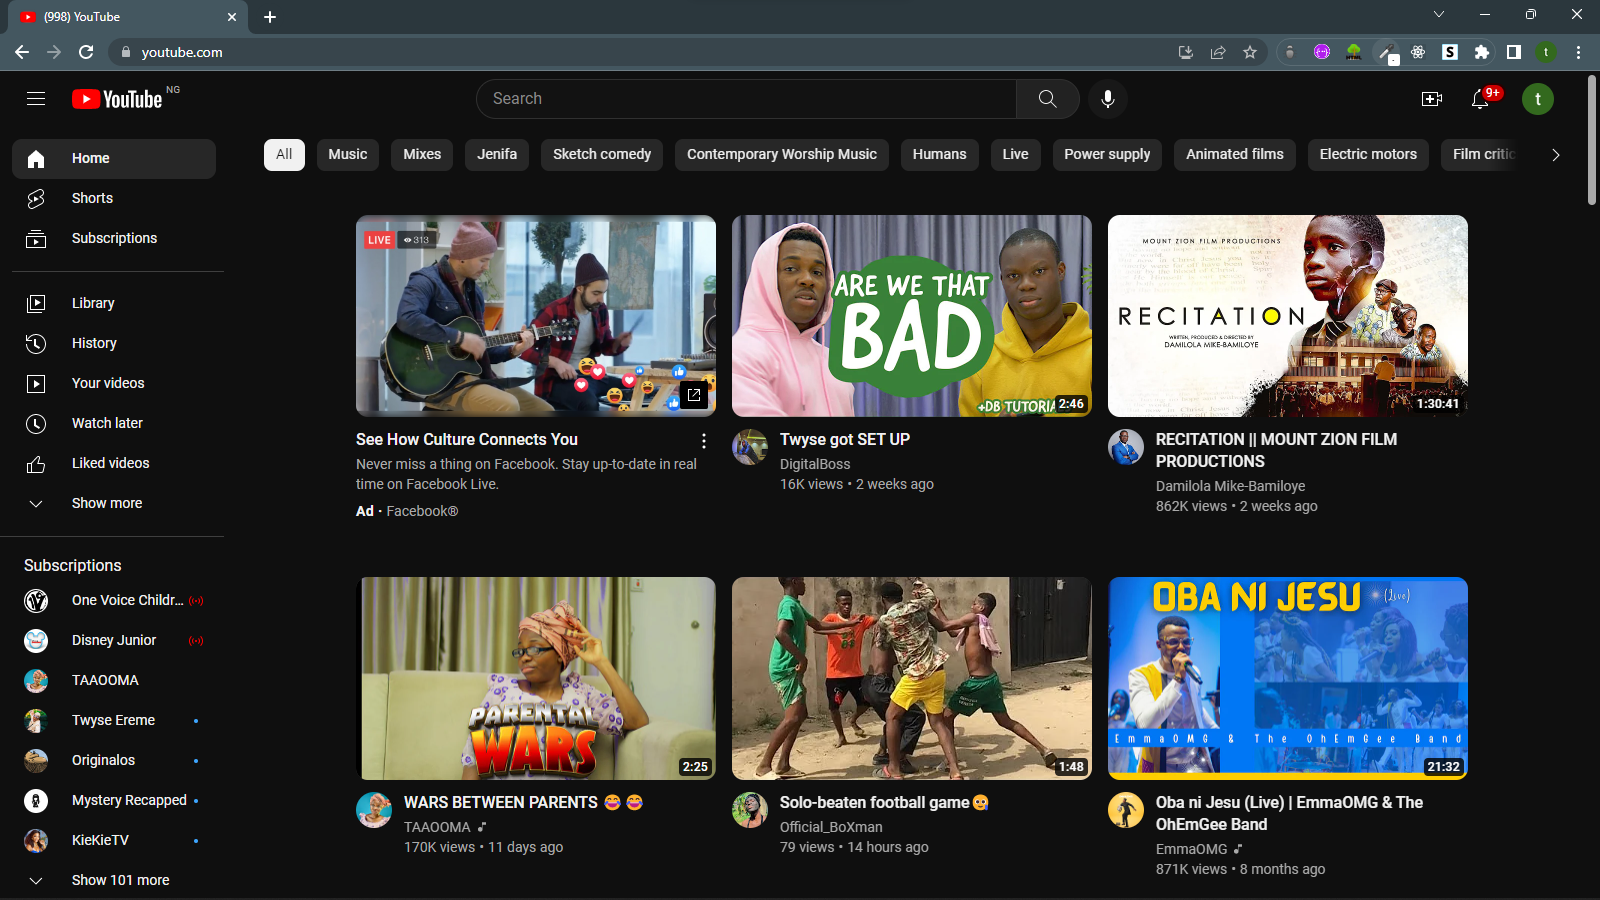 (998) YouTube
youtube.com
YouTube NG
Search
9+
t
Home
Shorts
Subscriptions
Library
History
Your videos
Watch later
Liked videos
Show more
Subscriptions
One Voice Childr...
Disney Junior
TAAOOMA
Twyse Ereme
Originalos
Mystery Recapped
KieKieTV
Show 101 more
All
Music
Mixes
Jenifa
Sketch comedy
Contemporary Worship Music
Humans
Live
Power supply
Animated films
Electric motors
Film critic
LIVE 313
See How Culture Connects You
Never miss a thing on Facebook. Stay up-to-date in real
time on Facebook Live.
Ad · Facebook®
ARE WE THAT
BAD
+DB TUTORIA
2:46
Twyse got SET UP
DigitalBoss
16K views • 2 weeks ago
MOUNT ZION FILM PRODUCTIONS
RECITATION
WRITTEN, PRODUCED & DIRECTED BY
DAMILOLA MIKE-BAMILOYE
1:30:41
RECITATION || MOUNT ZION FILM
PRODUCTIONS
Damilola Mike-Bamiloye
862K views • 2 weeks ago
PARENTAL
WARS
2:25
WARS BETWEEN PARENTS 😂 😂
TAAOOMA
170K views • 11 days ago
1:48
Solo-beaten football game
Official_BoXman
79 views • 14 hours ago
OBA NI JESU (Live)
EmmaOMG & The OhEmGee Band
21:32
Oba ni Jesu (Live) | EmmaOMG & The
OhEmGee Band
EmmaOMG
871K views • 8 months ago